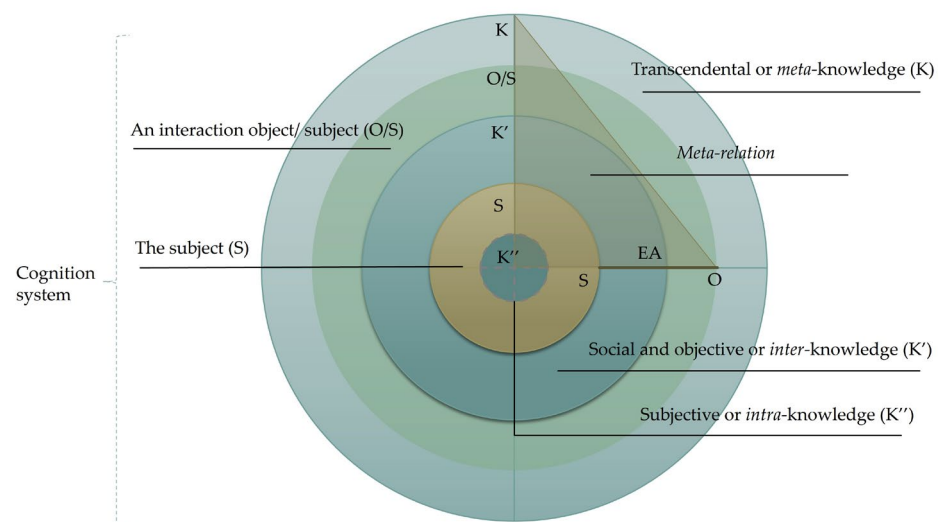 K
Transcendental or meta-knowledge (K)
O/S
An interaction object/ subject (O/S)
K'
Meta-relation
S
The subject (S)
K''
EA
S
O
Cognition
system
Social and objective or inter-knowledge (K')
Subjective or intra-knowledge (K'')